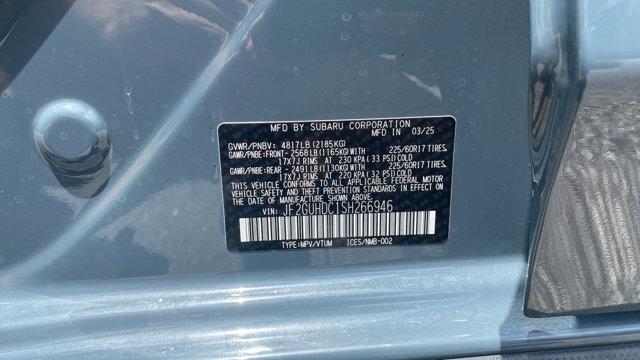 MFD BY SUBARU CORPORATION
MFD IN 03/25
GVWR/PNBV: 4817LB (2185KG)
GAWR/PNBE:FRONT- 2568LB(1165KG)WITH 225/60R17 TIRES.
17X7J RIMS AT 230 KPA(33 PSI)COLD
GAWR/PNBE:REAR - 2491LB(1130KG)WITH 225/60R17 TIRES.
17X7J RIMS AT 220 KPA(32 PSI)COLD
THIS VEHICLE CONFORMS TO ALL APPLICABLE FEDERAL MOTOR
VEHICLE SAFETY AND THEFT PREVENTION STANDARDS IN EFFECT ON
THE DATE OF MANUFACTURE SHOWN ABOVE.
VIN: JF2GUHDC1SH266946
TYPE:MPV/VTUM ICES/NMB-002